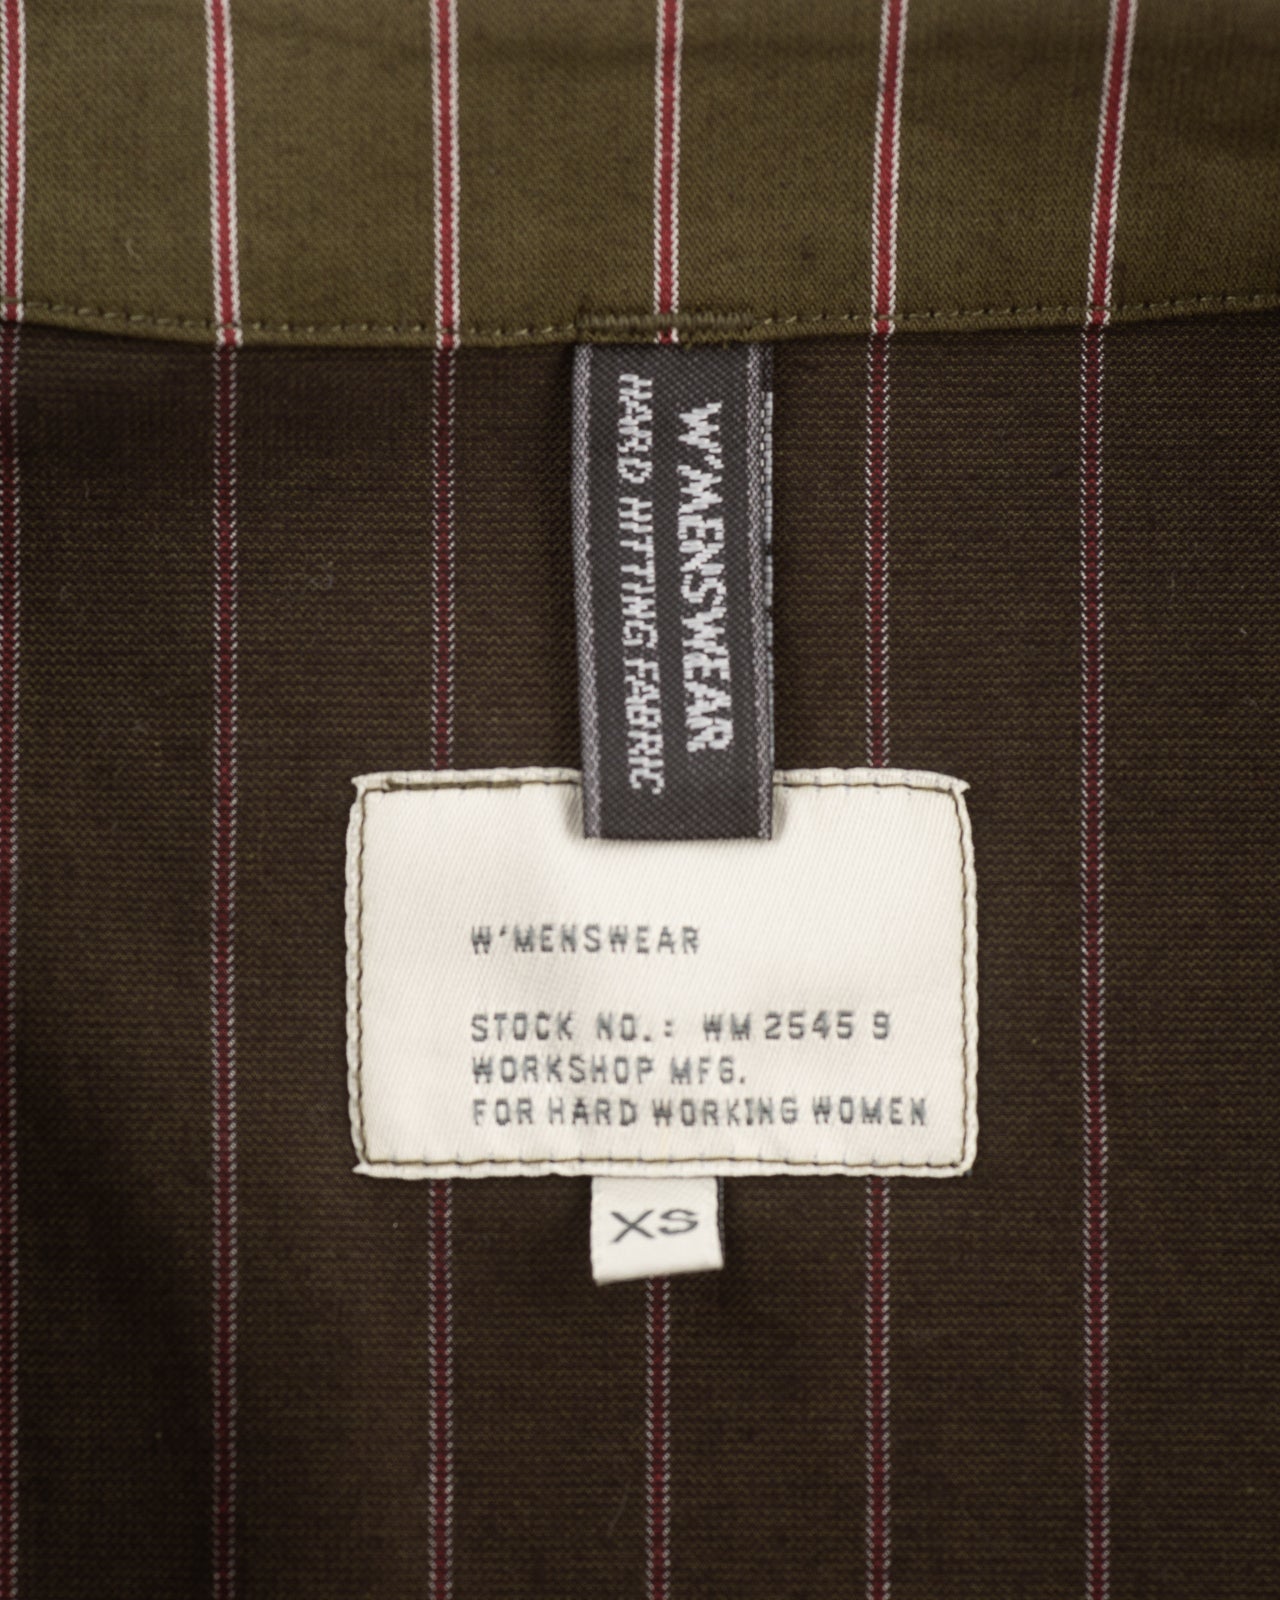 W'MENSWEAR
HARD HITTING FABRIC
W'MENSWEAR
STOCK NO.: WM 2545 9
WORKSHOP MFG.
FOR HARD WORKING WOMEN
XS